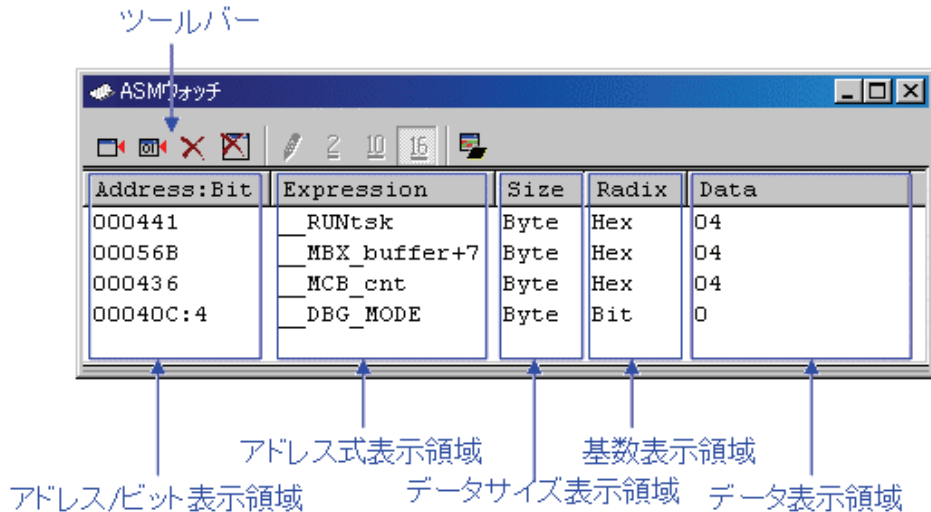 ツールバー
ASMウォッチ
2 10 16
Address:Bit Expression Size Radix Data
000441 __RUNtsk Byte Hex 04
00056B __MBX_buffer+7 Byte Hex 04
000436 __MCB_cnt Byte Hex 04
00040C:4 __DBG_MODE Byte Bit 0
アドレス式表示領域 基数表示領域
アドレス/ビット表示領域 データサイズ表示領域 データ表示領域